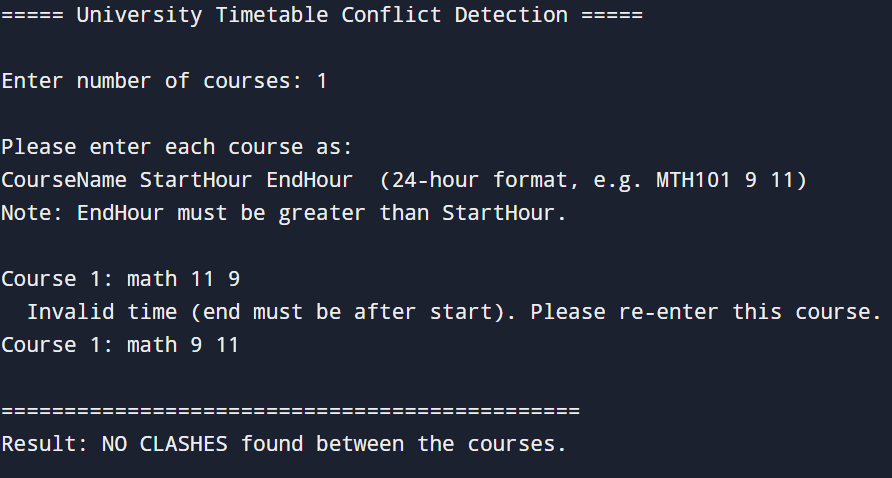 ===== University Timetable Conflict Detection =====
Enter number of courses: 1
Please enter each course as:
CourseName StartHour EndHour  (24-hour format, e.g. MTH101 9 11)
Note: EndHour must be greater than StartHour.
Course 1: math 11 9
  Invalid time (end must be after start). Please re-enter this course.
Course 1: math 9 11
==============================================
Result: NO CLASHES found between the courses.